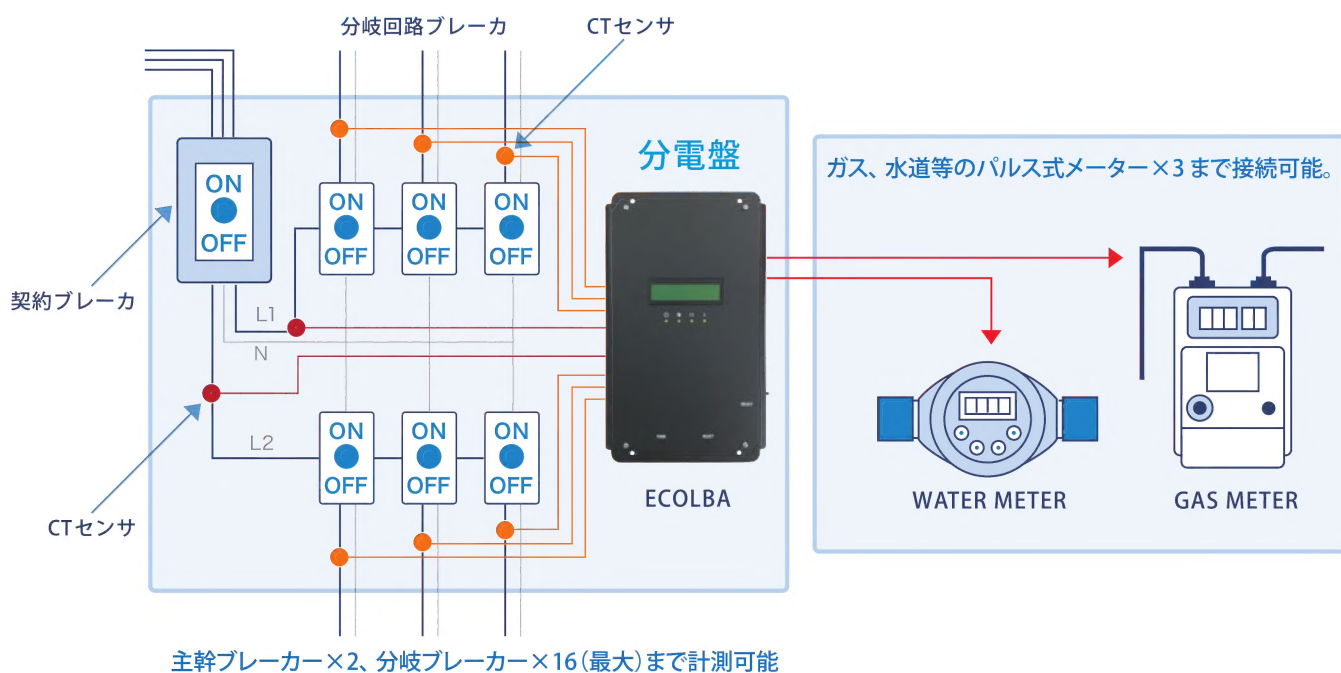 分岐回路ブレーカ
CTセンサ
分電盤
ガス、水道等のパルス式メーター×3まで接続可能。
ON
OFF
ON
OFF
ON
OFF
ON
OFF
契約ブレーカ
L1
N
L2
ON
OFF
ON
OFF
ON
OFF
CTセンサ
ECOLBA
WATER METER
GAS METER
主幹ブレーカー×2、分岐ブレーカー×16(最大)まで計測可能